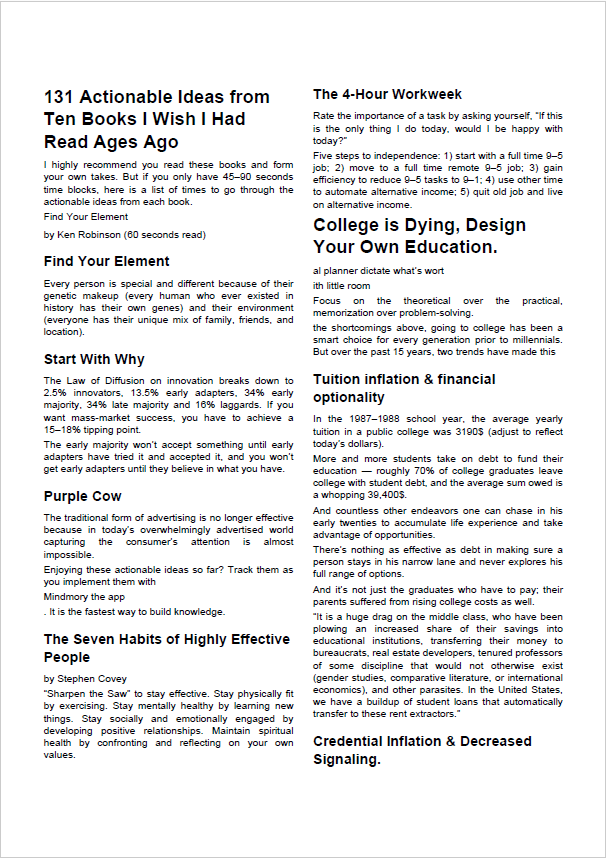 131 Actionable Ideas from
Ten Books I Wish I Had
Read Ages Ago
I highly recommend you read these books and form
your own takes. But if you only have 45–90 seconds
time blocks, here is a list of times to go through the
actionable ideas from each book.
Find Your Element
by Ken Robinson (60 seconds read)
Find Your Element
Every person is special and different because of their
genetic makeup (every human who ever existed in
history has their own genes) and their environment
(everyone has their unique mix of family, friends, and
location).
Start With Why
The Law of Diffusion on innovation breaks down to
2.5% innovators, 13.5% early adapters, 34% early
majority, 34% late majority and 16% laggards. If you
want mass-market success, you have to achieve a
15–18% tipping point.
The early majority won’t accept something until early
adapters have tried it and accepted it, and you won’t
get early adapters until they believe in what you have.
Purple Cow
The traditional form of advertising is no longer effective
because in today’s overwhelmingly advertised world
capturing the consumer’s attention is almost
impossible.
Enjoying these actionable ideas so far? Track them as
you implement them with
Mindmory the app
. It is the fastest way to build knowledge.
The Seven Habits of Highly Effective
People
by Stephen Covey
“Sharpen the Saw” to stay effective. Stay physically fit
by exercising. Stay mentally healthy by learning new
things. Stay socially and emotionally engaged by
developing positive relationships. Maintain spiritual
health by confronting and reflecting on your own
values.
The 4-Hour Workweek
Rate the importance of a task by asking yourself, “If this
is the only thing I do today, would I be happy with
today?”
Five steps to independence: 1) start with a full time 9–5
job; 2) move to a full time remote 9–5 job; 3) gain
efficiency to reduce 9–5 tasks to 9–1; 4) use other time
to automate alternative income; 5) quit old job and live
on alternative income.
College is Dying, Design
Your Own Education.
al planner dictate what’s wort
ith little room
Focus on the theoretical over the practical,
memorization over problem-solving.
the shortcomings above, going to college has been a
smart choice for every generation prior to millennials.
But over the past 15 years, two trends have made this
Tuition inflation & financial
optionality
In the 1987–1988 school year, the average yearly
tuition in a public college was 3190$ (adjust to reflect
today’s dollars).
More and more students take on debt to fund their
education — roughly 70% of college graduates leave
college with student debt, and the average sum owed is
a whopping 39,400$.
And countless other endeavors one can chase in his
early twenties to accumulate life experience and take
advantage of opportunities.
There’s nothing as effective as debt in making sure a
person stays in his narrow lane and never explores his
full range of options.
And it’s not just the graduates who have to pay; their
parents suffered from rising college costs as well.
“It is a huge drag on the middle class, who have been
plowing an increased share of their savings into
educational institutions, transferring their money to
bureaucrats, real estate developers, tenured professors
of some discipline that would not otherwise exist
(gender studies, comparative literature, or international
economics), and other parasites. In the United States,
we have a buildup of student loans that automatically
transfer to these rent extractors.”
Credential Inflation & Decreased
Signaling.